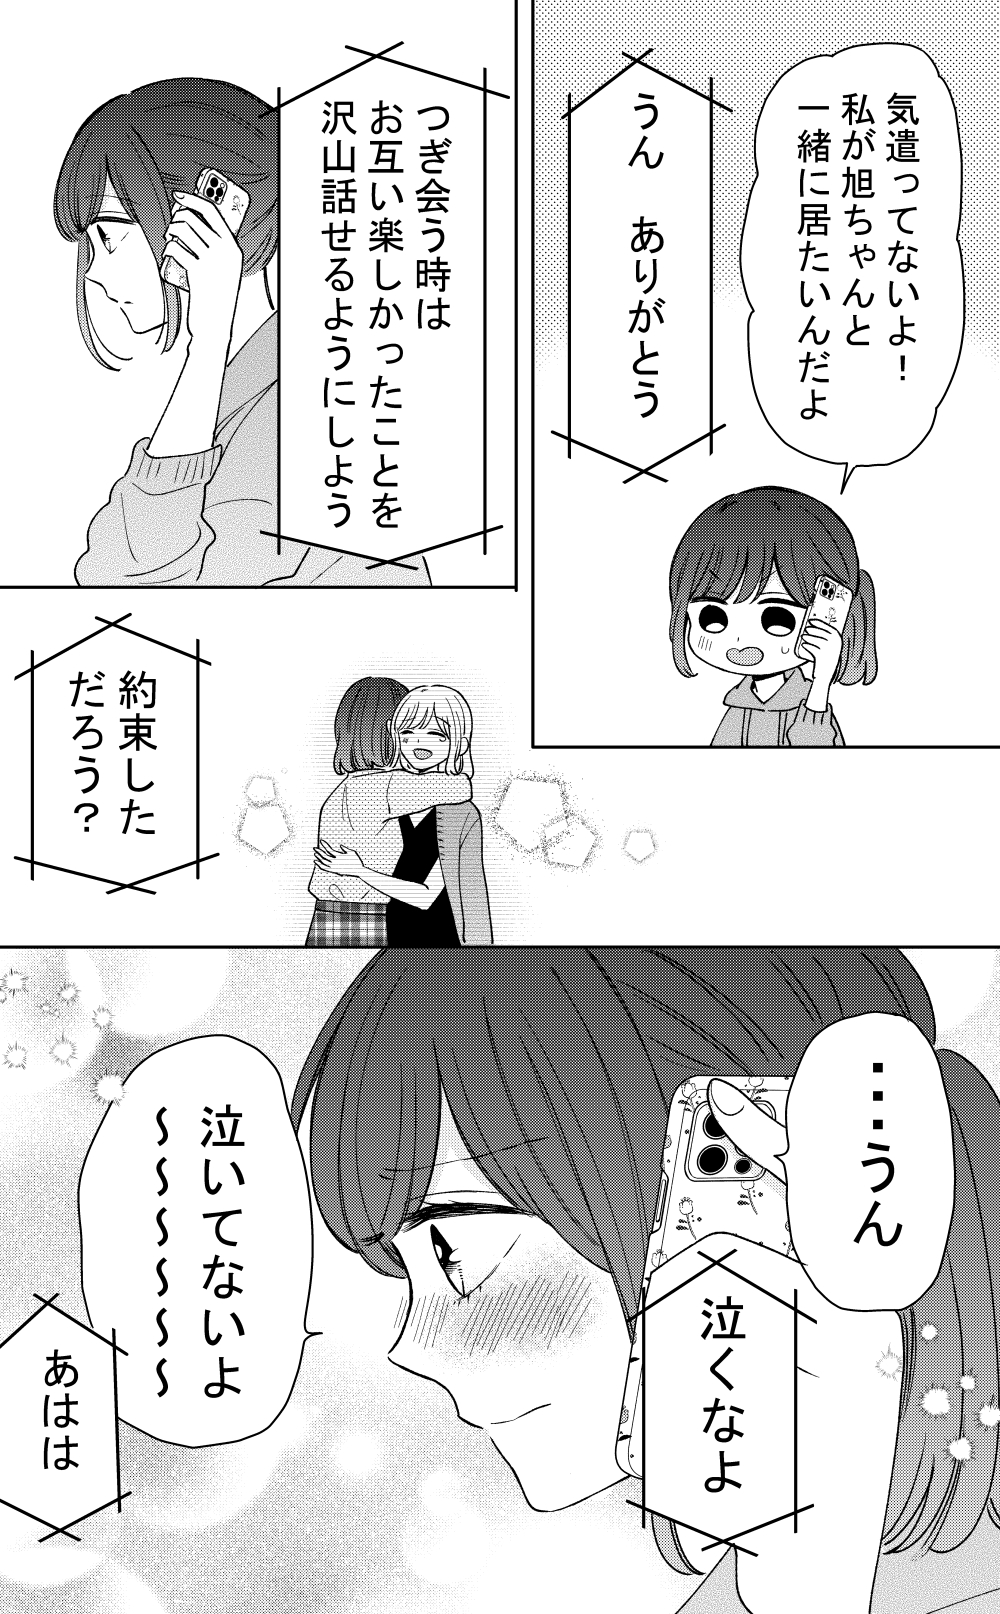 気遣ってないよ！
私が旭ちゃんと
一緒に居たいんだよ
うん　ありがとう
つぎ会う時は
お互い楽しかったことを
沢山話せるようにしよう
約束した
だろう？
…うん
泣くなよ
泣いてないよ
～～～～～～
あはは